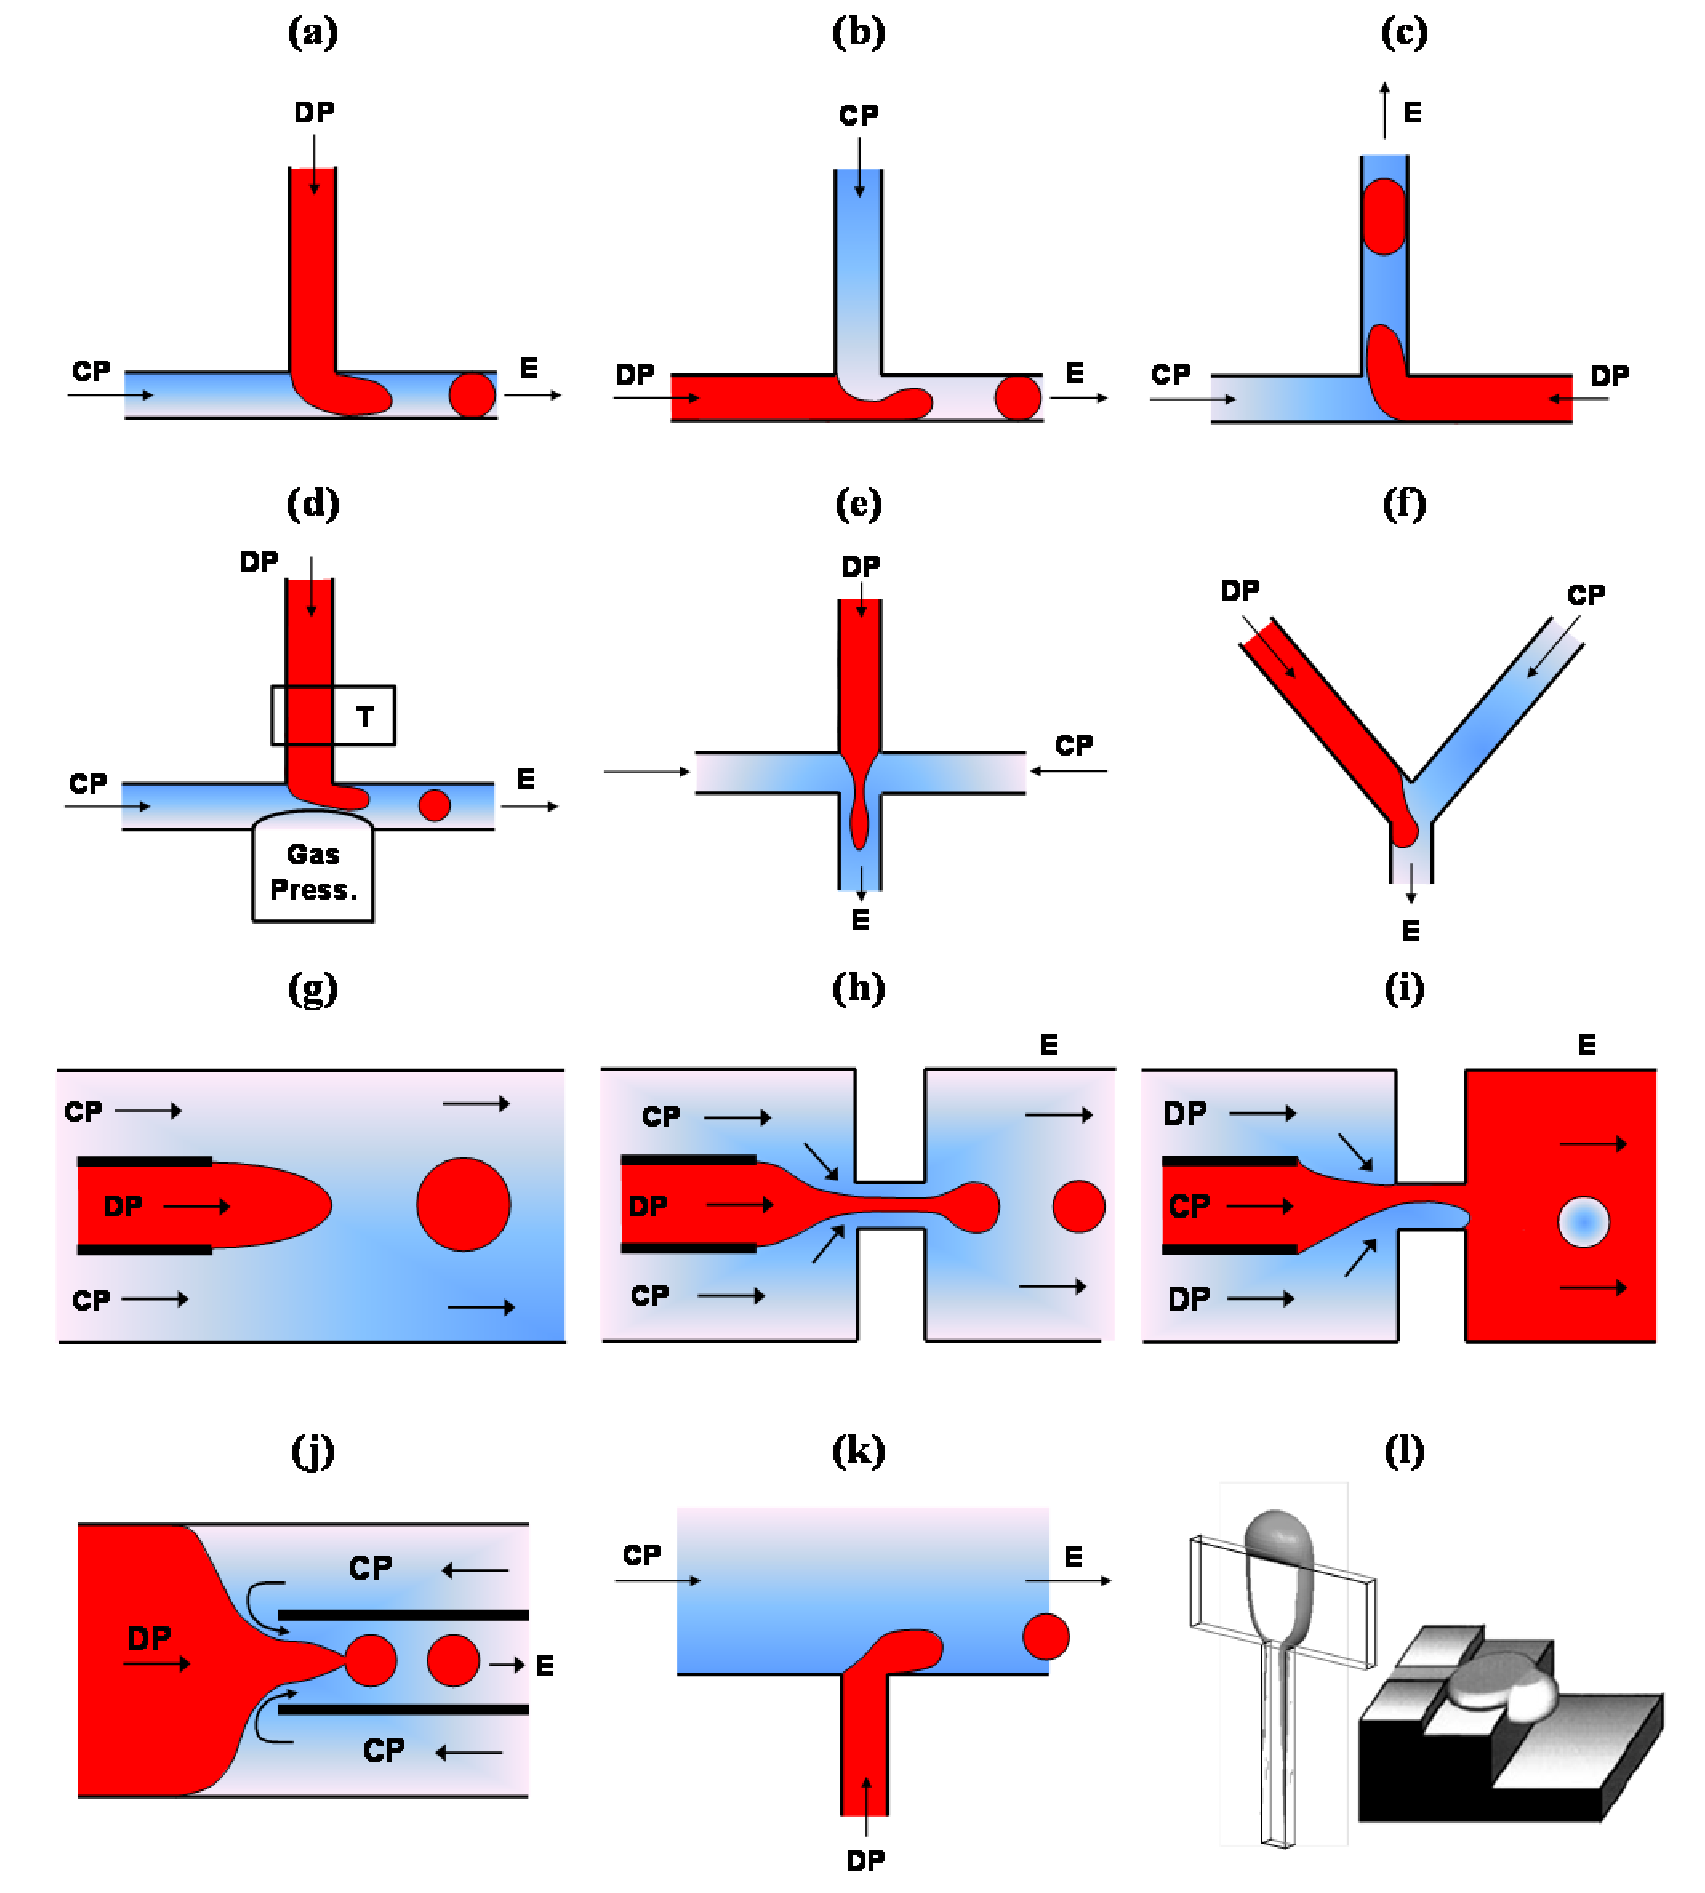 (a)
(b)
(c)
DP
CP
E
CP
E
DP
E
CP
DP
(d)
(e)
(f)
DP
DP
DP
CP
T
CP
CP
E
Gas
Press.
E
E
(g)
(h)
(i)
E
E
CP
CP
DP
DP
DP
CP
CP
CP
DP
(j)
(k)
(l)
CP
DP
E
CP
CP
E
DP